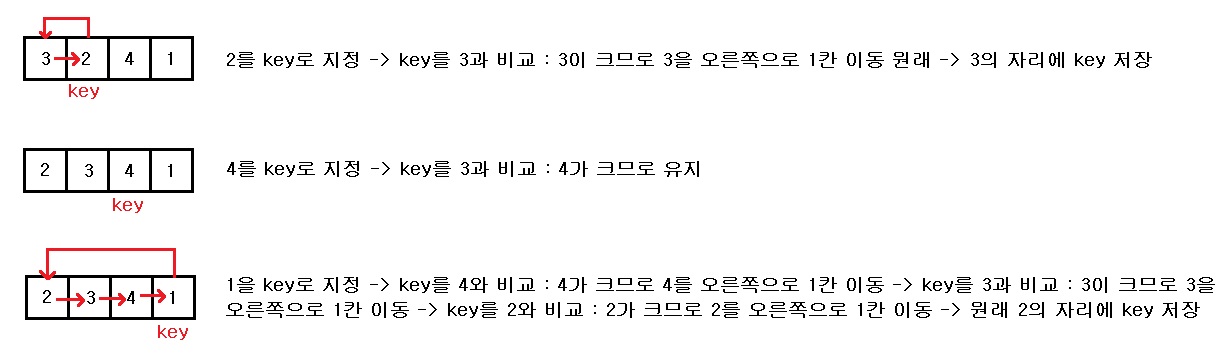 3 2 4 1
key
2를 key로 지정 -> key를 3과 비교 : 3이 크므로 3을 오른쪽으로 1칸 이동 원래 -> 3의 자리에 key 저장
2 3 4 1
key
4를 key로 지정 -> key를 3과 비교 : 4가 크므로 유지
2 3 4 1
key
1을 key로 지정 -> key를 4와 비교 : 4가 크므로 4를 오른쪽으로 1칸 이동 -> key를 3과 비교 : 3이 크므로 3을
오른쪽으로 1칸 이동 -> key를 2와 비교 : 2가 크므로 2를 오른쪽으로 1칸 이동 -> 원래 2의 자리에 key 저장